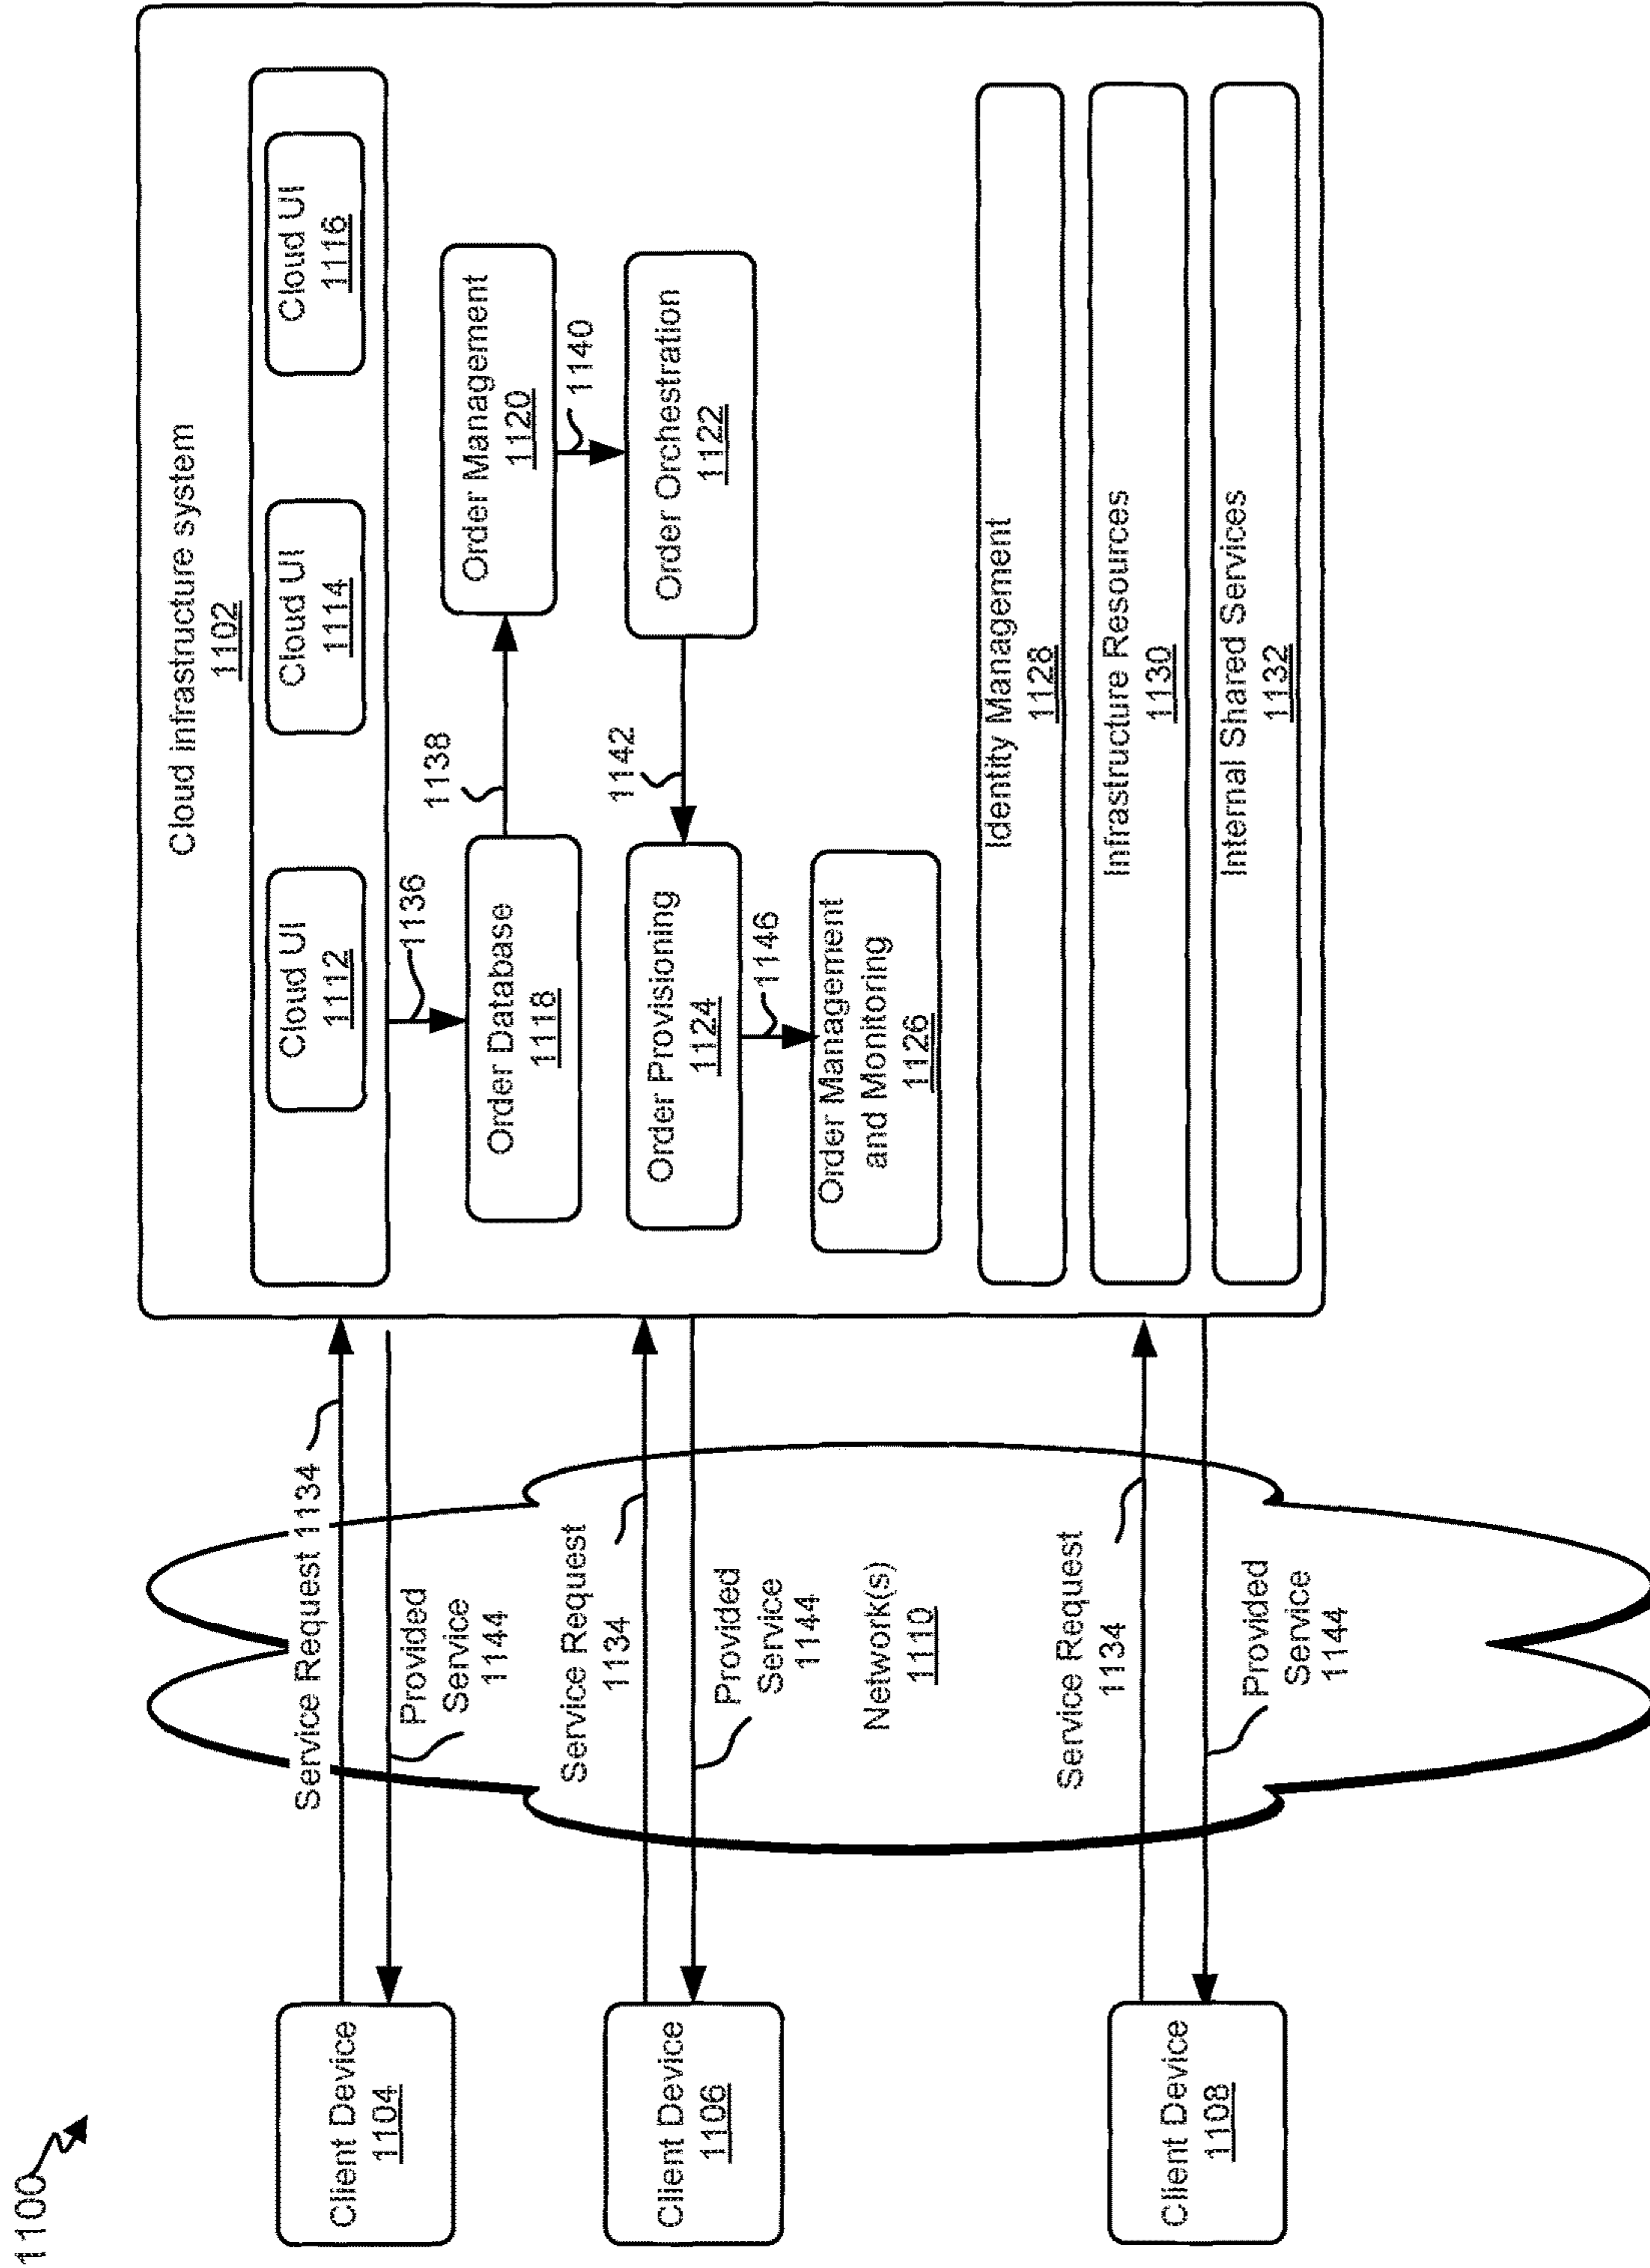 1100
Client Device
1104
Client Device
1106
Client Device
1108
Service Request 1134
Provided
Service
1144
Service Request
1134
Provided
Service
1144
Network(s)
1110
Service Request
1134
Provided
Service
1144
Cloud infrastructure system
1102
Cloud UI
1112
Cloud UI
1114
Cloud UI
1116
1136
Order Database
1118
1138
Order Management
1120
1140
Order Orchestration
1122
1142
Order Provisioning
1124
1146
Order Management
and Monitoring
1126
Identity Management
1128
Infrastructure Resources
1130
Internal Shared Services
1132